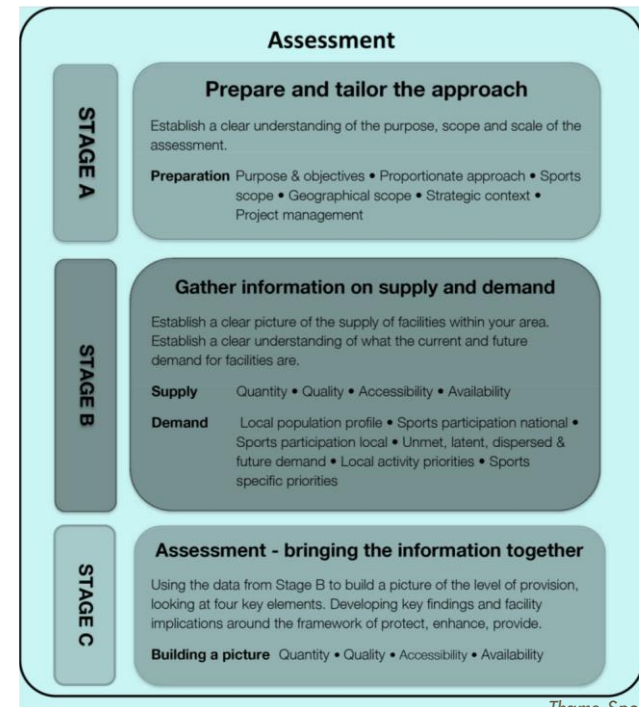 Assessment
STAGE A
Prepare and tailor the approach
Establish a clear understanding of the purpose, scope and scale of the
assessment.
Preparation Purpose & objectives • Proportionate approach • Sports
scope • Geographical scope • Strategic context •
Project management
STAGE B
Gather information on supply and demand
Establish a clear picture of the supply of facilities within your area.
Establish a clear understanding of what the current and future
demand for facilities are.
Supply Quantity • Quality • Accessibility • Availability
Demand Local population profile • Sports participation national •
Sports participation local • Unmet, latent, dispersed &
future demand • Local activity priorities • Sports
specific priorities
STAGE C
Assessment - bringing the information together
Using the data from Stage B to build a picture of the level of provision,
looking at four key elements. Developing key findings and facility
implications around the framework of protect, enhance, provide.
Building a picture Quantity • Quality • Accessibility • Availability